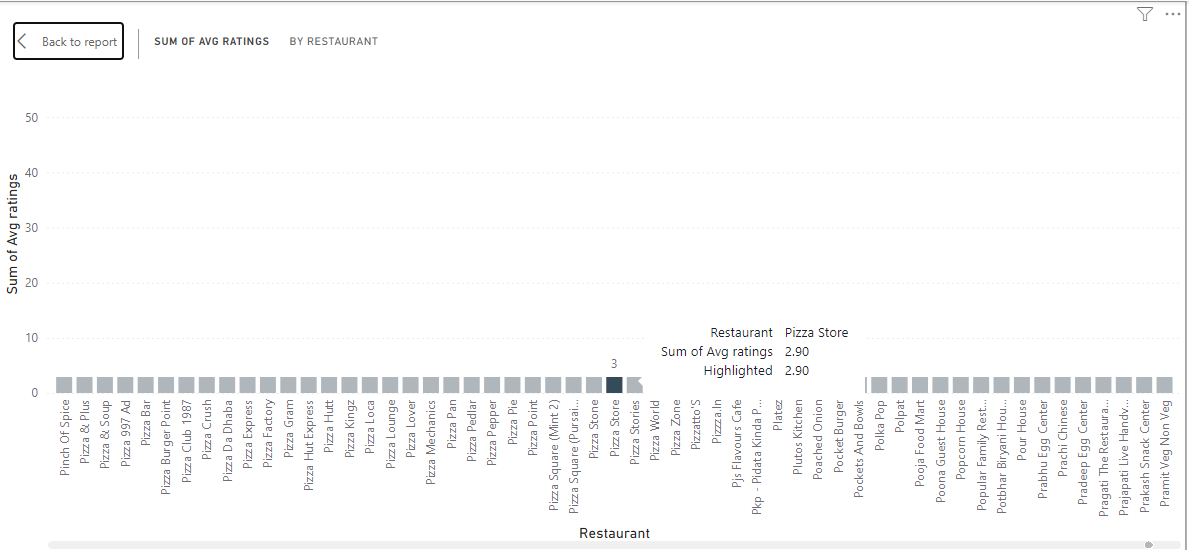 Back to report
SUM OF AVG RATINGS
BY RESTAURANT
Sum of Avg ratings
50
40
30
20
10
0
3
Restaurant Pizza Store
Sum of Avg ratings 2.90
Highlighted 2.90
Pinch Of Spice
Pizza & Plus
Pizza & Soup
Pizza 997 Ad
Pizza Bar
Pizza Burger Point
Pizza Club 1987
Pizza Crush
Pizza Da Dhaba
Pizza Express
Pizza Factory
Pizza Gram
Pizza Hut Express
Pizza Hutt
Pizza Kingz
Pizza Loca
Pizza Lounge
Pizza Lover
Pizza Mechanics
Pizza Pan
Pizza Pedlar
Pizza Pepper
Pizza Pie
Pizza Point
Pizza Square (Mint 2)
Pizza Square (Pursai...
Pizza Stone
Pizza Store
Pizza Stories
Pizza World
Pizza Zone
Pizzatto'S
Pizzz.In
Pjs Flavours Cafe
Pkp - Pidata Kinda P...
Platez
Plutos Kitchen
Poached Onion
Pocket Burger
Pockets And Bowls
Polka Pop
Polpat
Pooja Food Mart
Poona Guest House
Popcorn House
Popular Family Rest...
Potbhar Biryani Hou...
Pour House
Prabhu Egg Center
Prachi Chinese
Pradeep Egg Center
Pragati The Restaura...
Prajapati Live Handv...
Prakash Snack Center
Pramit Veg Non Veg
Restaurant